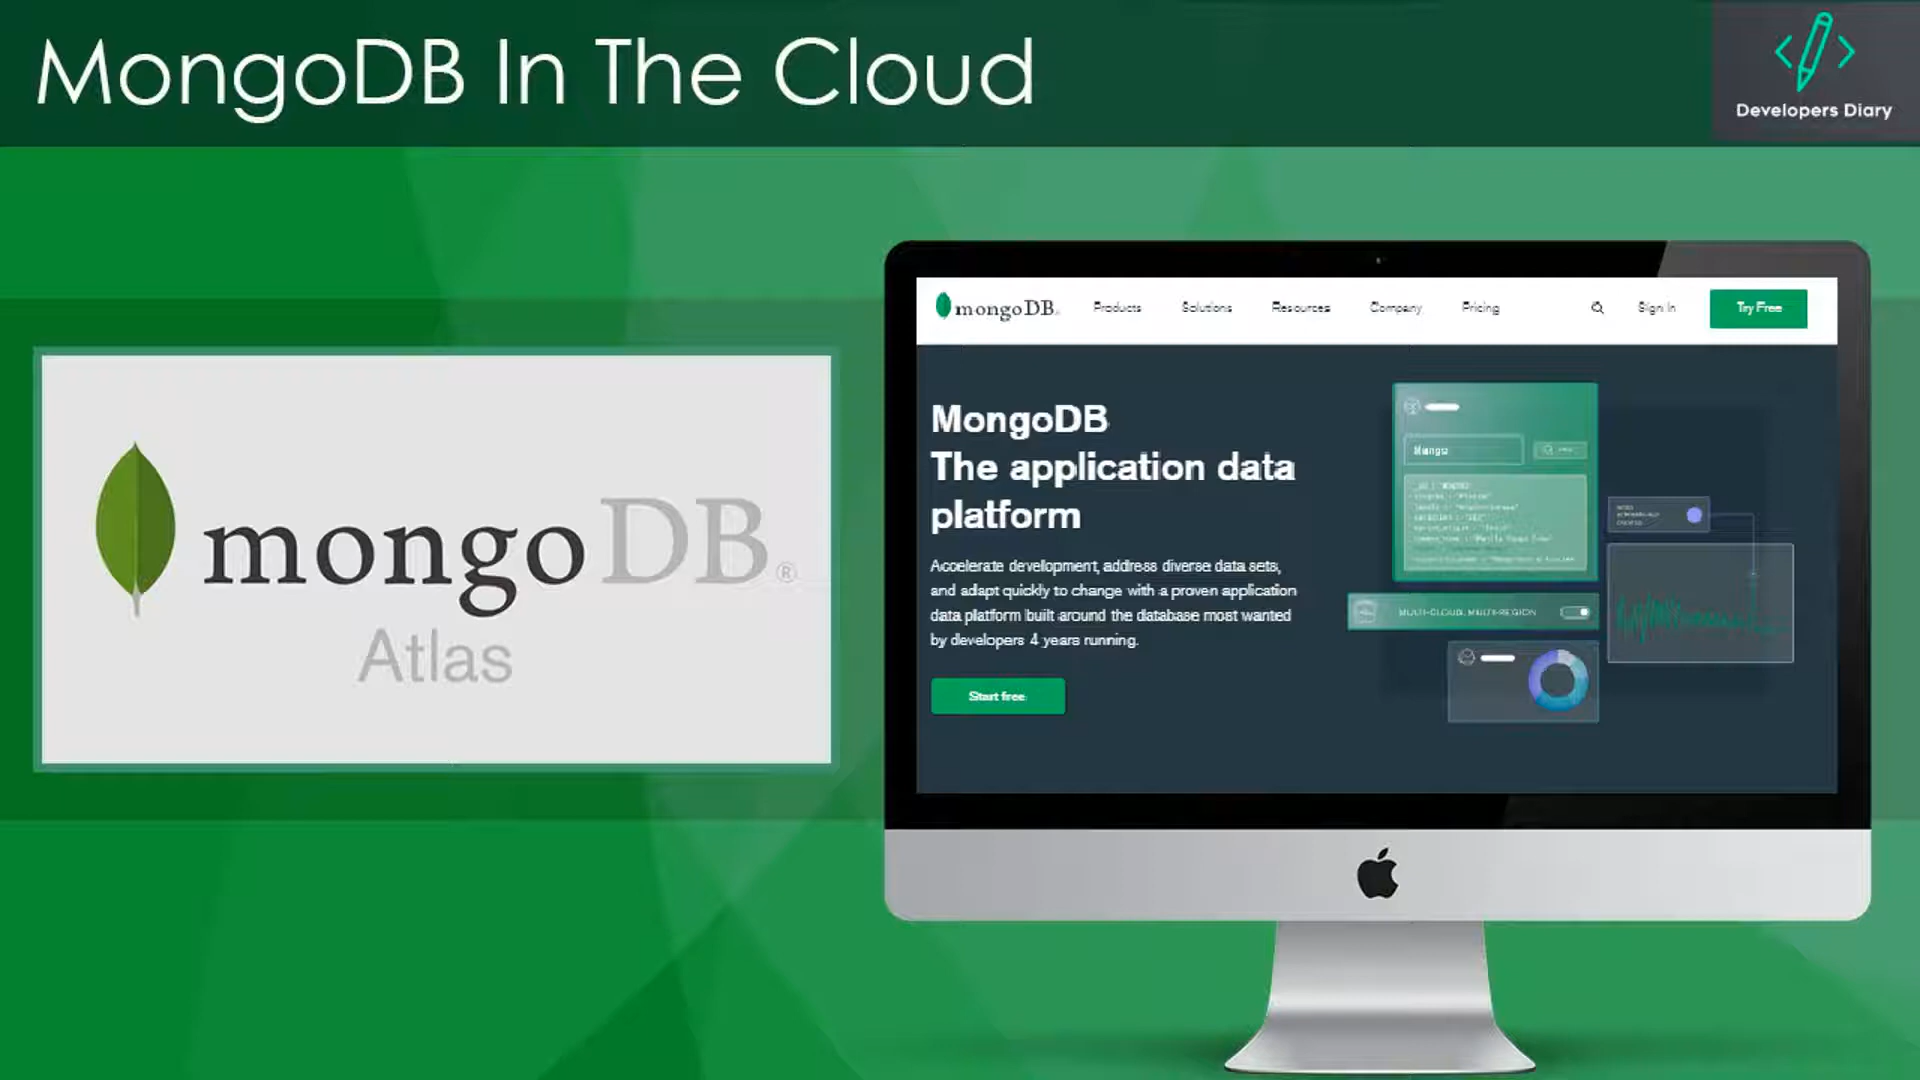 MongoDB In The Cloud
Developers Diary
mongoDB®
Atlas
mongoDB.
Products Solutions Resources Company Pricing Sign In Try Free
MongoDB
The application data
platform
Accelerate development, address diverse data sets,
and adapt quickly to change with a proven application
data platform built around the database most wanted
by developers 4 years running.
Start free
Mongo
MULTI-CLOUD, MULTI-REGION